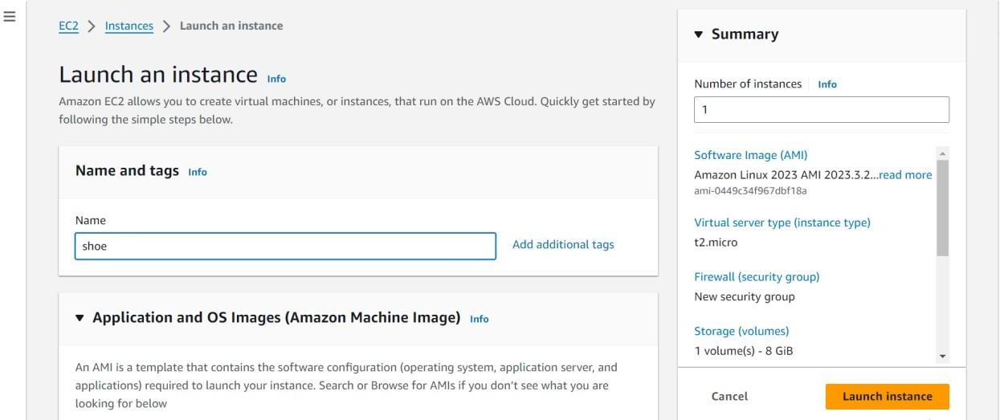 EC2 > Instances > Launch an instance
Launch an instance Info
Amazon EC2 allows you to create virtual machines, or instances, that run on the AWS Cloud. Quickly get started by
following the simple steps below.
Name and tags Info
Name
shoe
Add additional tags
Application and OS Images (Amazon Machine Image) Info
An AMI is a template that contains the software configuration (operating system, application server, and
applications) required to launch your instance. Search or Browse for AMIs if you don't see what you are
looking for below
Summary
Number of instances Info
1
Software Image (AMI)
Amazon Linux 2023 AMI 2023.3.2...read more
ami-0449c34f967dbf18a
Virtual server type (instance type)
t2.micro
Firewall (security group)
New security group
Storage (volumes)
1 volume(s) - 8 GiB
Cancel
Launch instance